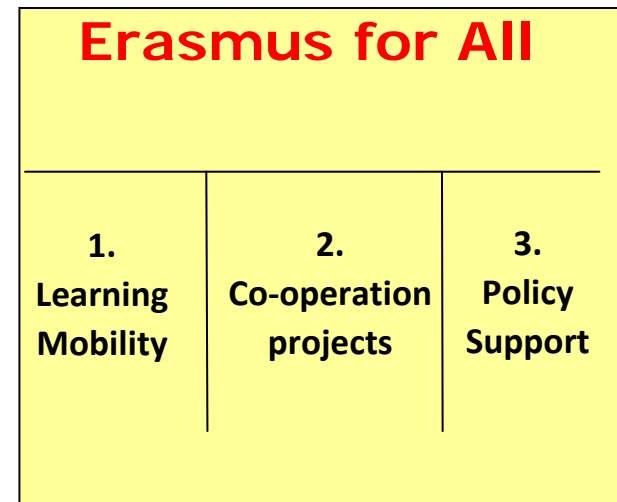 Erasmus for All
1.
Learning
Mobility
2.
Co-operation
projects
3.
Policy
Support